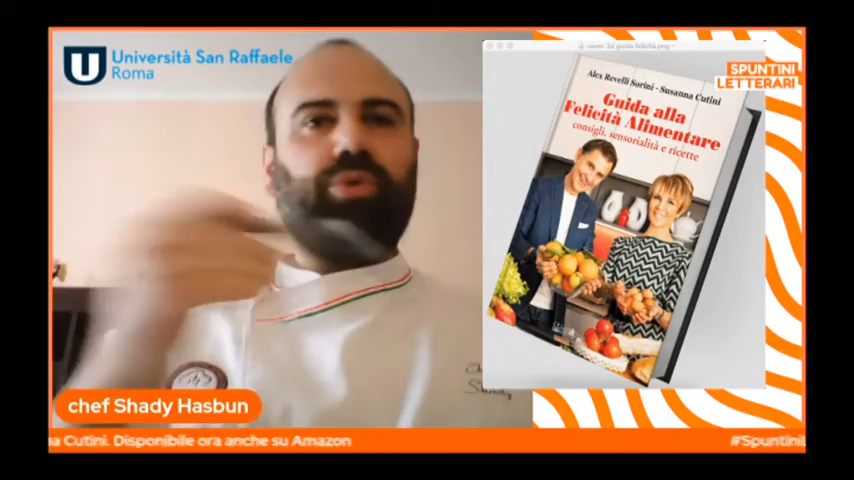 Università San Raffaele
Roma
cover 3d guida felicità.png
SPUNTINI
LETTERARI
Alex Revelli Sorini - Susanna Cutini
Guida alla
Felicità Alimentare
consigli, sensorialità e ricette
chef Shady Hasbun
na Cutini. Disponibile ora anche su Amazon
#Spuntini